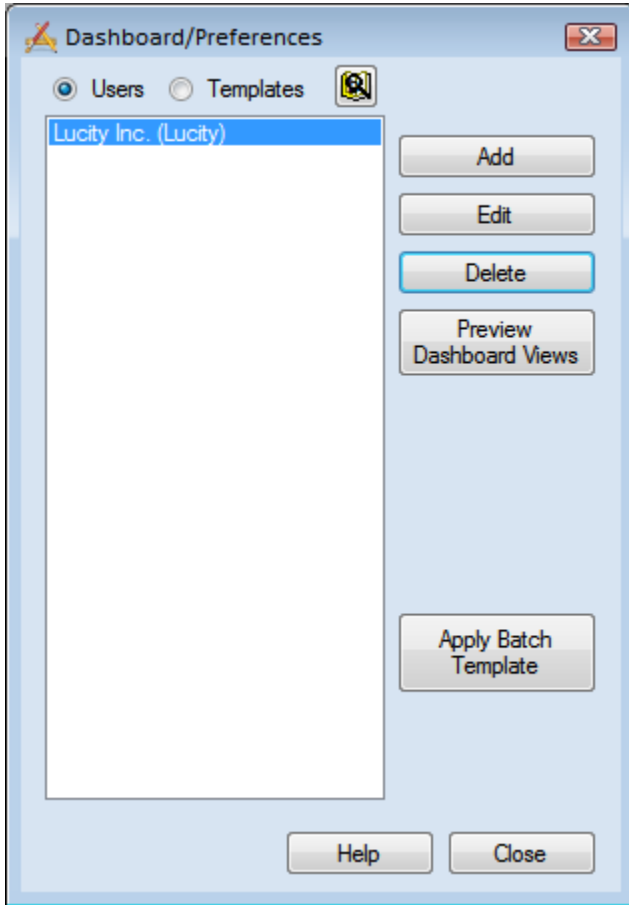 Dashboard/Preferences
Users
Templates
Lucity Inc. (Lucity)
Add
Edit
Delete
Preview
Dashboard Views
Apply Batch
Template
Help
Close